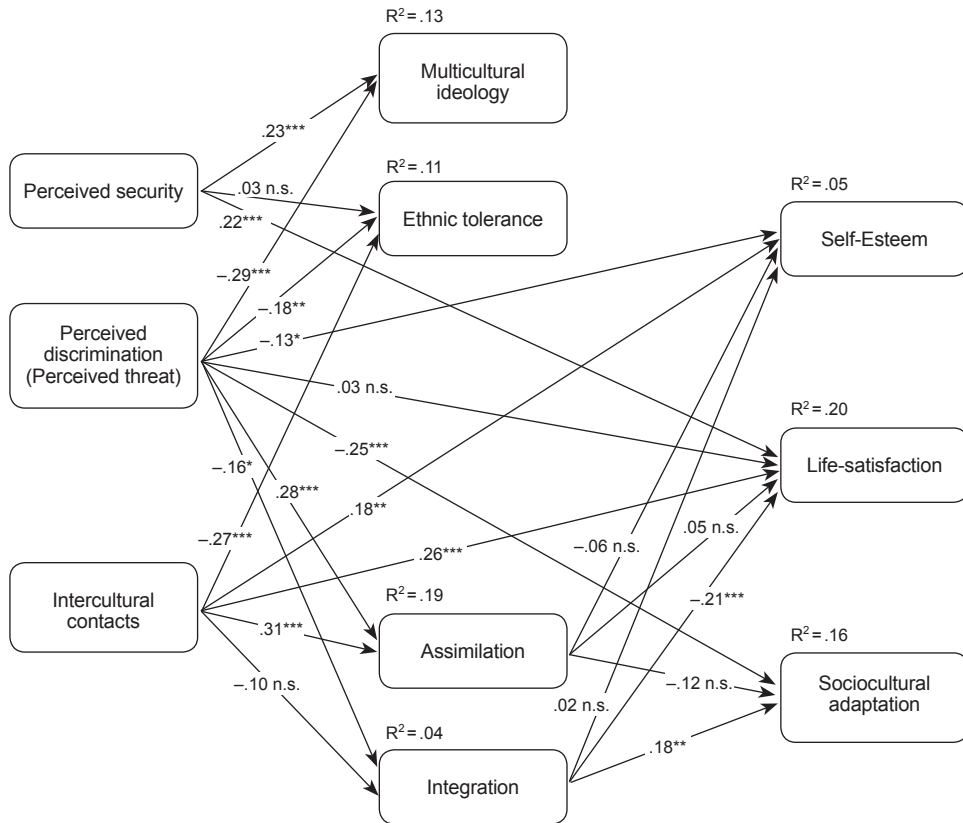 R² = .13
Multicultural
ideology
.23***
Perceived security
.03 n.s.
.22***
R² = .11
Ethnic tolerance
R² = .05
Self-Esteem
–.29***
–.18**
–.13*
Perceived
discrimination
(Perceived threat)
.03 n.s.
R² = .20
Life-satisfaction
–.25***
–.16*
.28***
.18**
.05 n.s.
–.27***
–.06 n.s.
.26***
Intercultural
contacts
R² = .19
Assimilation
–.21***
.31***
R² = .16
Sociocultural
adaptation
–.10 n.s.
–.12 n.s.
.02 n.s.
R² = .04
Integration
.18**